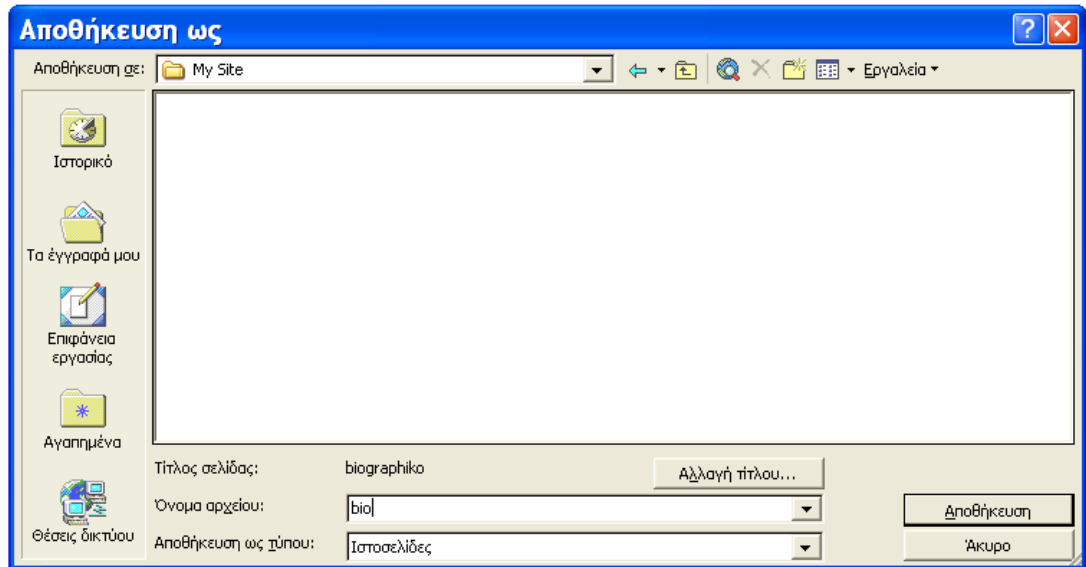 Αποθήκευση ως
Αποθήκευση σε: My Site Εργαλεία
Ιστορικό
Τα έγγραφά μου
Επιφάνεια
εργασίας
Αγαπημένα
Θέσεις δικτύου
Τίτλος σελίδας: biographiko Αλλαγή τίτλου...
Όνομα αρχείου: bio Αποθήκευση
Αποθήκευση ως τύπου: Ιστοσελίδες Άκυρο